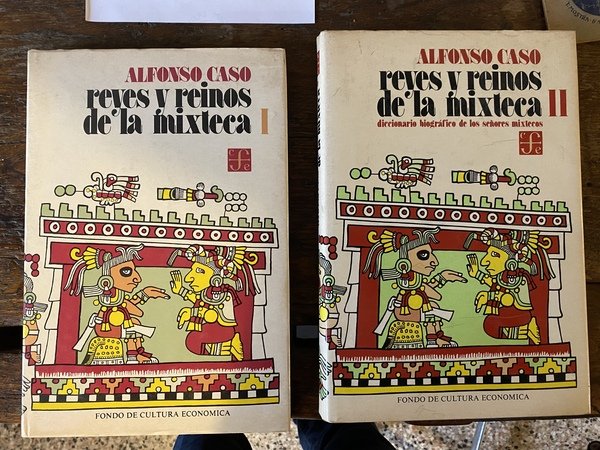 ALFONSO CASO
reyes y reinos
de la mixteca I
c
f
e
FONDO DE CULTURA ECONOMICA
ALFONSO CASO
reyes y reinos
de la mixteca II
diccionario biográfico de los señores mixtecos
c
f
e
FONDO DE CULTURA ECONOMICA